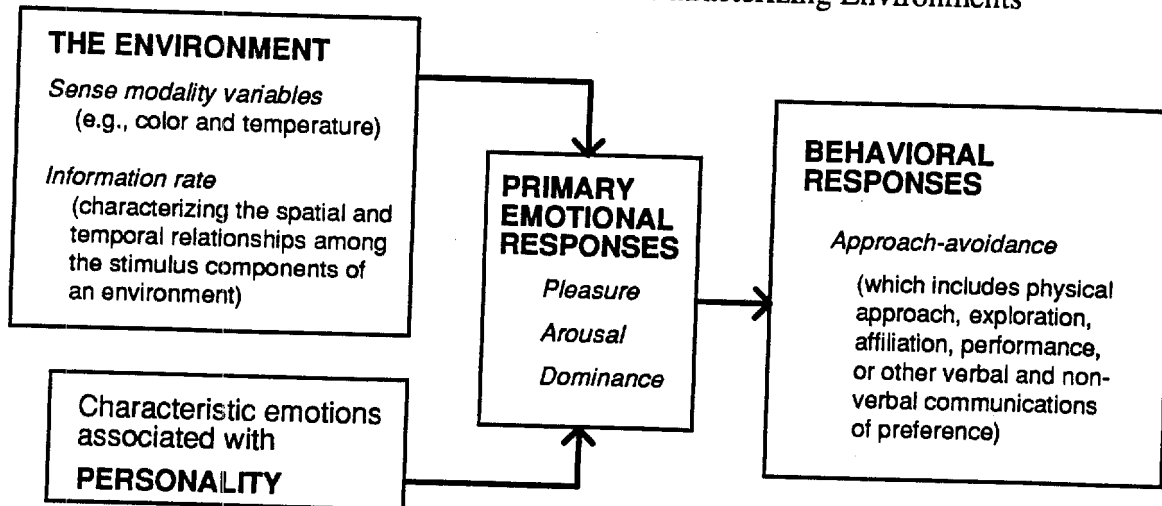 Environments
THE ENVIRONMENT
Sense modality variables
(e.g., color and temperature)
Information rate
(characterizing the spatial and
temporal relationships among
the stimulus components of
an environment)
Characteristic emotions
associated with
PERSONALITY
PRIMARY
EMOTIONAL
RESPONSES
Pleasure
Arousal
Dominance
BEHAVIORAL
RESPONSES
Approach-avoidance
(which includes physical
approach, exploration,
affiliation, performance,
or other verbal and non-
verbal communications
of preference)